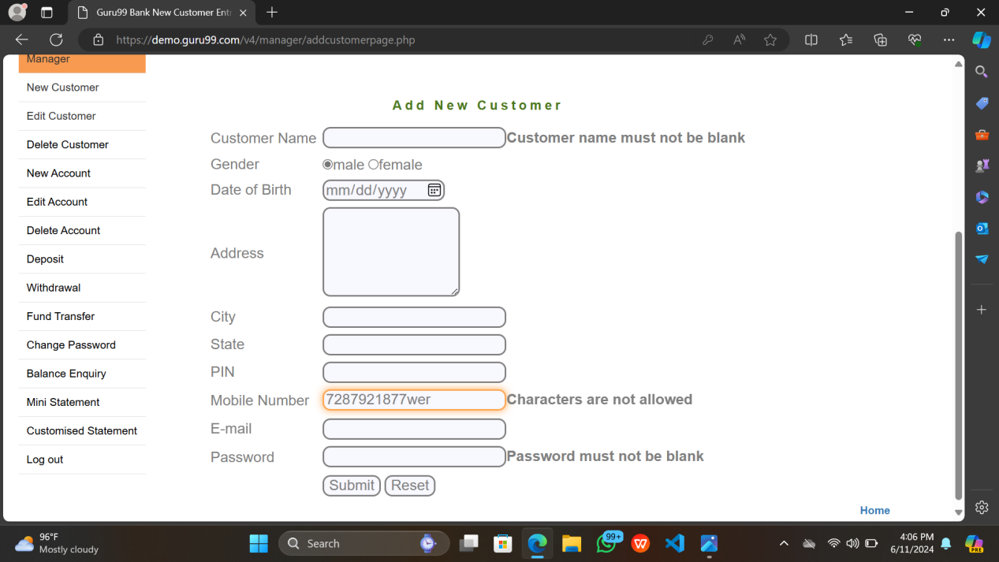 Guru99 Bank New Customer Entr
https://demo.guru99.com/v4/manager/addcustomerpage.php
Manager
New Customer
Edit Customer
Delete Customer
New Account
Edit Account
Delete Account
Deposit
Withdrawal
Fund Transfer
Change Password
Balance Enquiry
Mini Statement
Customised Statement
Log out
Add New Customer
Customer Name Customer name must not be blank
Gender male female
Date of Birth mm/dd/yyyy
Address
City
State
PIN
Mobile Number 7287921877wer Characters are not allowed
E-mail
Password Password must not be blank
Submit Reset
Home
96°F
Mostly cloudy
Search
99+
4:06 PM
6/11/2024
PRE